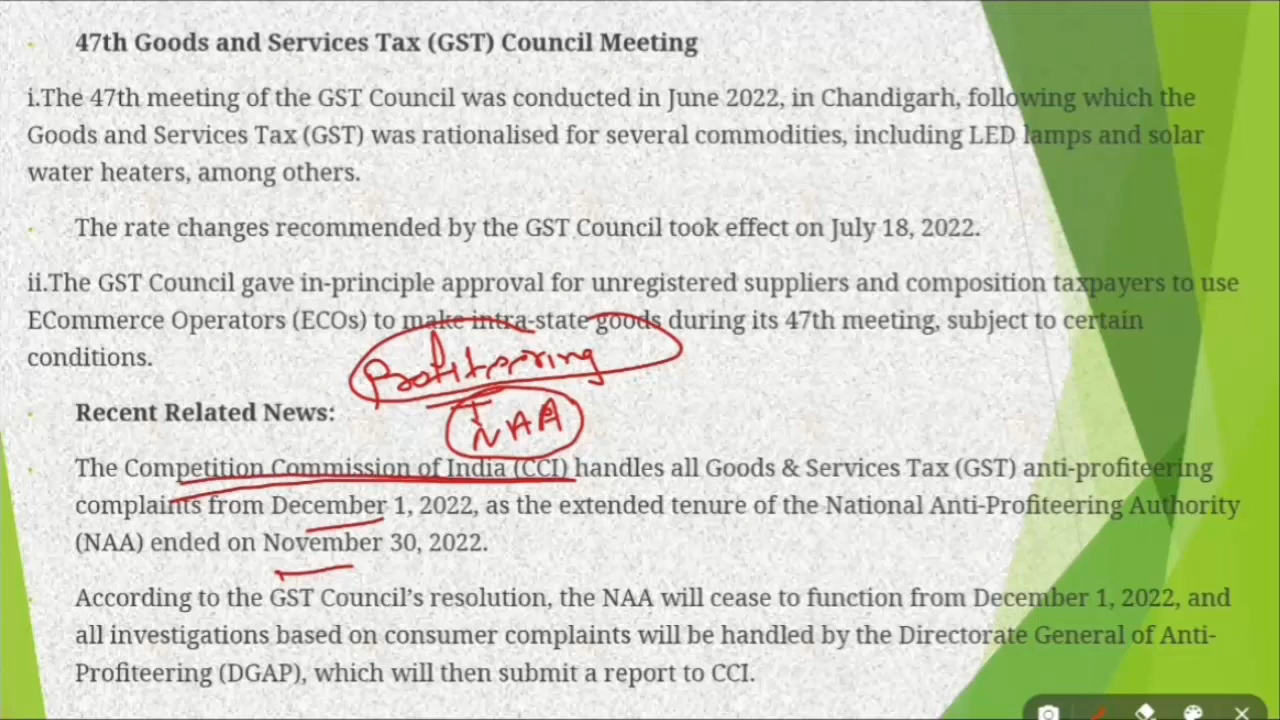 47th Goods and Services Tax (GST) Council Meeting
i.The 47th meeting of the GST Council was conducted in June 2022, in Chandigarh, following which the
Goods and Services Tax (GST) was rationalised for several commodities, including LED lamps and solar
water heaters, among others.
The rate changes recommended by the GST Council took effect on July 18, 2022.
ii.The GST Council gave in-principle approval for unregistered suppliers and composition taxpayers to use
ECommerce Operators (ECOs) to make intra-state goods during its 47th meeting, subject to certain
conditions.
Profiteering
NAA
Recent Related News:
The Competition Commission of India (CCI) handles all Goods & Services Tax (GST) anti-profiteering
complaints from December 1, 2022, as the extended tenure of the National Anti-Profiteering Authority
(NAA) ended on November 30, 2022.
According to the GST Council’s resolution, the NAA will cease to function from December 1, 2022, and
all investigations based on consumer complaints will be handled by the Directorate General of Anti-
Profiteering (DGAP), which will then submit a report to CCI.